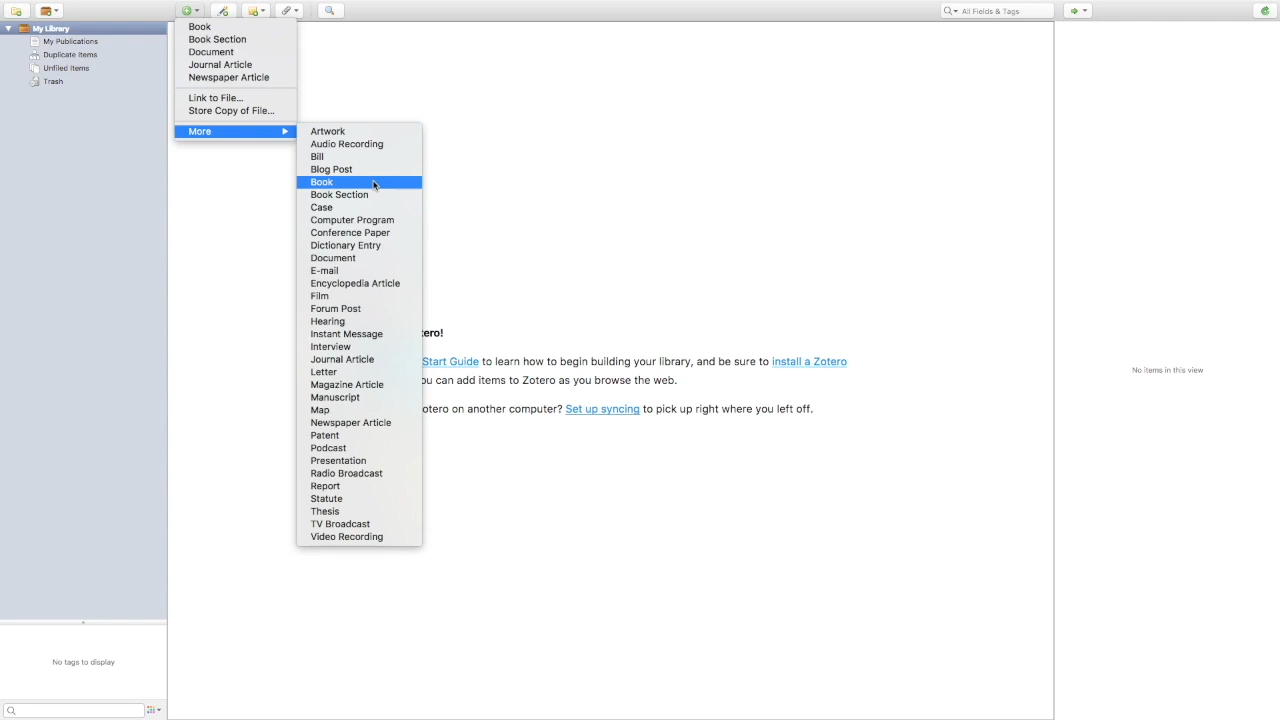 All Fields & Tags
My Library
My Publications
Duplicate Items
Unfiled Items
Trash
Book
Book Section
Document
Journal Article
Newspaper Article
Link to File...
Store Copy of File...
More
Artwork
Audio Recording
Bill
Blog Post
Book
Book Section
Case
Computer Program
Conference Paper
Dictionary Entry
Document
E-mail
Encyclopedia Article
Film
Forum Post
Hearing
Instant Message
Interview
Journal Article
Letter
Magazine Article
Manuscript
Map
Newspaper Article
Patent
Podcast
Presentation
Radio Broadcast
Report
Statute
Thesis
TV Broadcast
Video Recording
tero!
Start Guide to learn how to begin building your library, and be sure to install a Zotero
ou can add items to Zotero as you browse the web.
otero on another computer? Set up syncing to pick up right where you left off.
No items in this view
No tags to display